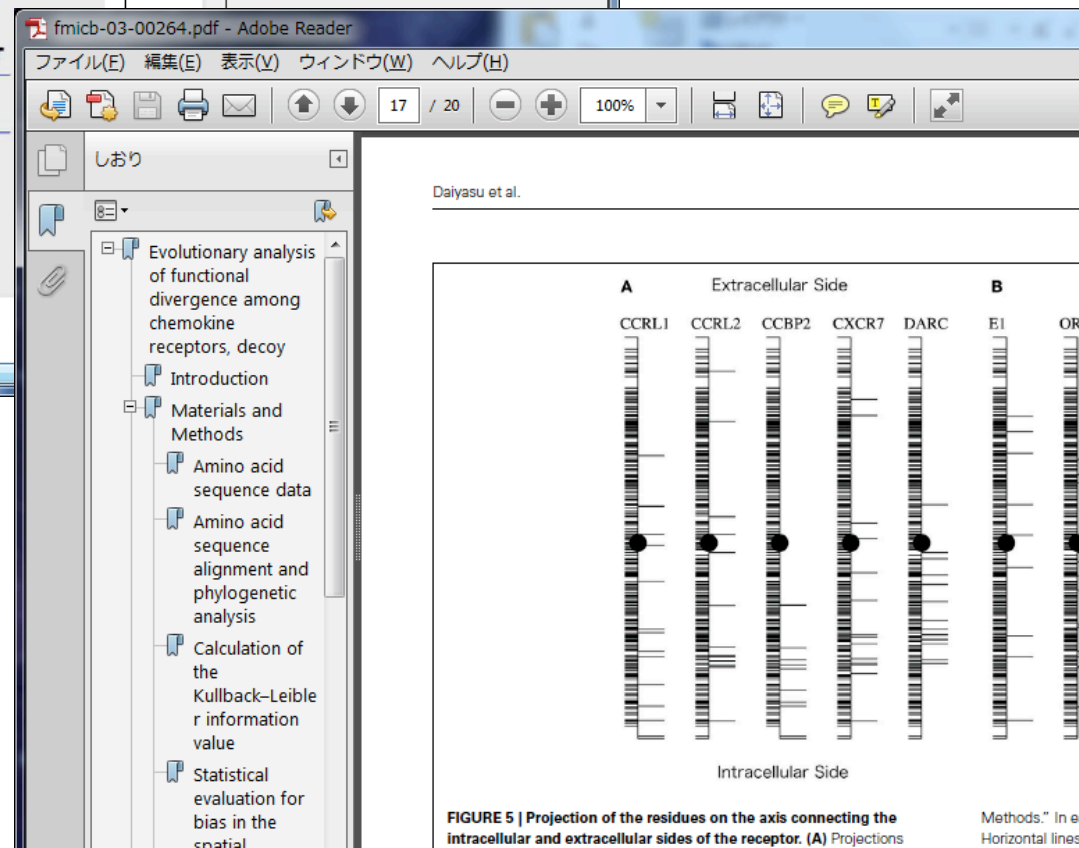 fmicb-03-00264.pdf - Adobe Reader
ファイル(F) 編集(E) 表示(V) ウィンドウ(W) ヘルプ(H)
17 / 20 100%
しおり
Evolutionary analysis
of functional
divergence among
chemokine
receptors, decoy
Introduction
Materials and
Methods
Amino acid
sequence data
Amino acid
sequence
alignment and
phylogenetic
analysis
Calculation of
the
Kullback–Leible
r information
value
Statistical
evaluation for
bias in the
spatial
Daiyasu et al.
A Extracellular Side B
CCRL1 CCRL2 CCBP2 CXCR7 DARC E1 OR
Intracellular Side
FIGURE 5 | Projection of the residues on the axis connecting the
intracellular and extracellular sides of the receptor. (A) Projections
Methods." In e
Horizontal lines